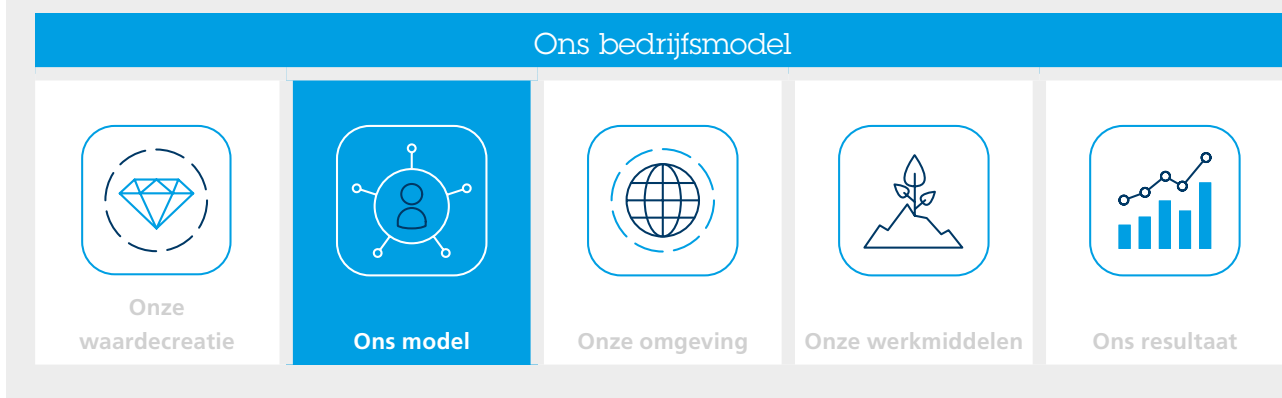 Ons bedrijfsmodel
Onze
waardecreatie
Ons model
Onze omgeving
Onze werkmiddelen
Ons resultaat